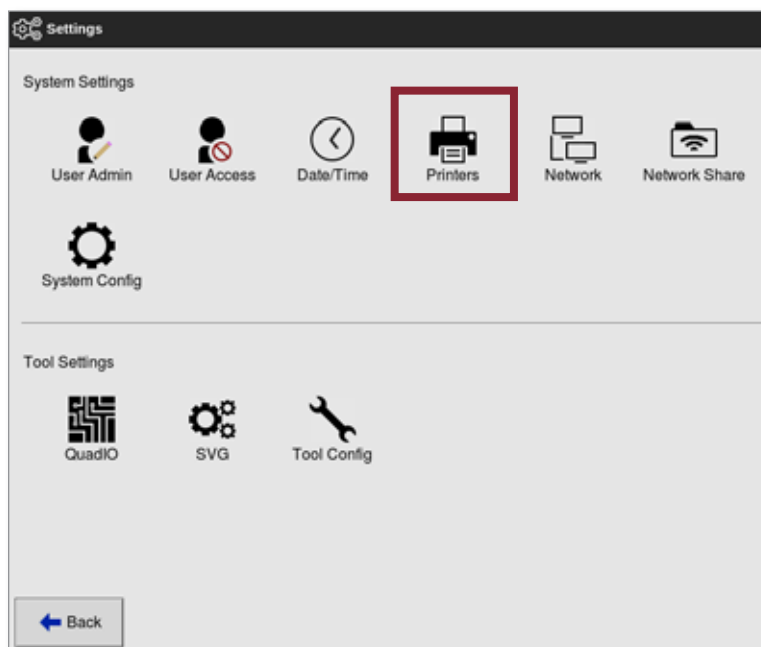 Settings
System Settings
User Admin User Access Date/Time Printers Network Network Share
System Config
Tool Settings
QuadIO SVG Tool Config
Back